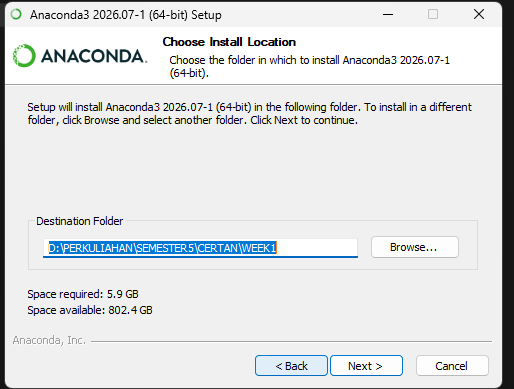 Anaconda3 2026.07-1 (64-bit) Setup
ANACONDA.
Choose Install Location
Choose the folder in which to install Anaconda3 2026.07-1
(64-bit).
Setup will install Anaconda3 2026.07-1 (64-bit) in the following folder. To install in a different
folder, click Browse and select another folder. Click Next to continue.
Destination Folder
D:\PERKULIAHAN\SEMESTER5\CERTAN\WEEK1
Browse...
Space required: 5.9 GB
Space available: 802.4 GB
Anaconda, Inc.
< Back
Next >
Cancel